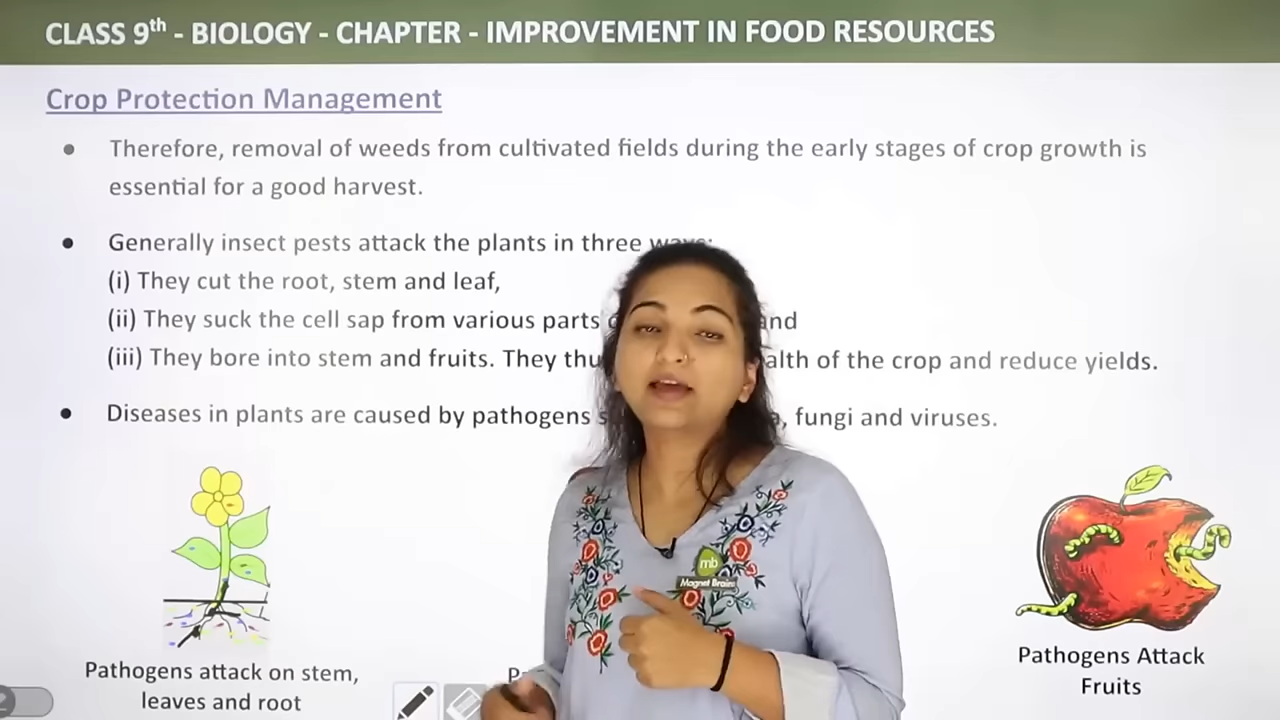 CLASS 9th - BIOLOGY - CHAPTER - IMPROVEMENT IN FOOD RESOURCES
Crop Protection Management
• Therefore, removal of weeds from cultivated fields during the early stages of crop growth is
essential for a good harvest.
• Generally insect pests attack the plants in three
(i) They cut the root, stem and leaf,
(ii) They suck the cell sap from various parts and
(iii) They bore into stem and fruits. They of the crop and reduce yields.
• Diseases in plants are caused by pathogens fungi and viruses.
mb
Magnet Brains
Pathogens attack on stem,
leaves and root
Pathogens Attack
Fruits
2